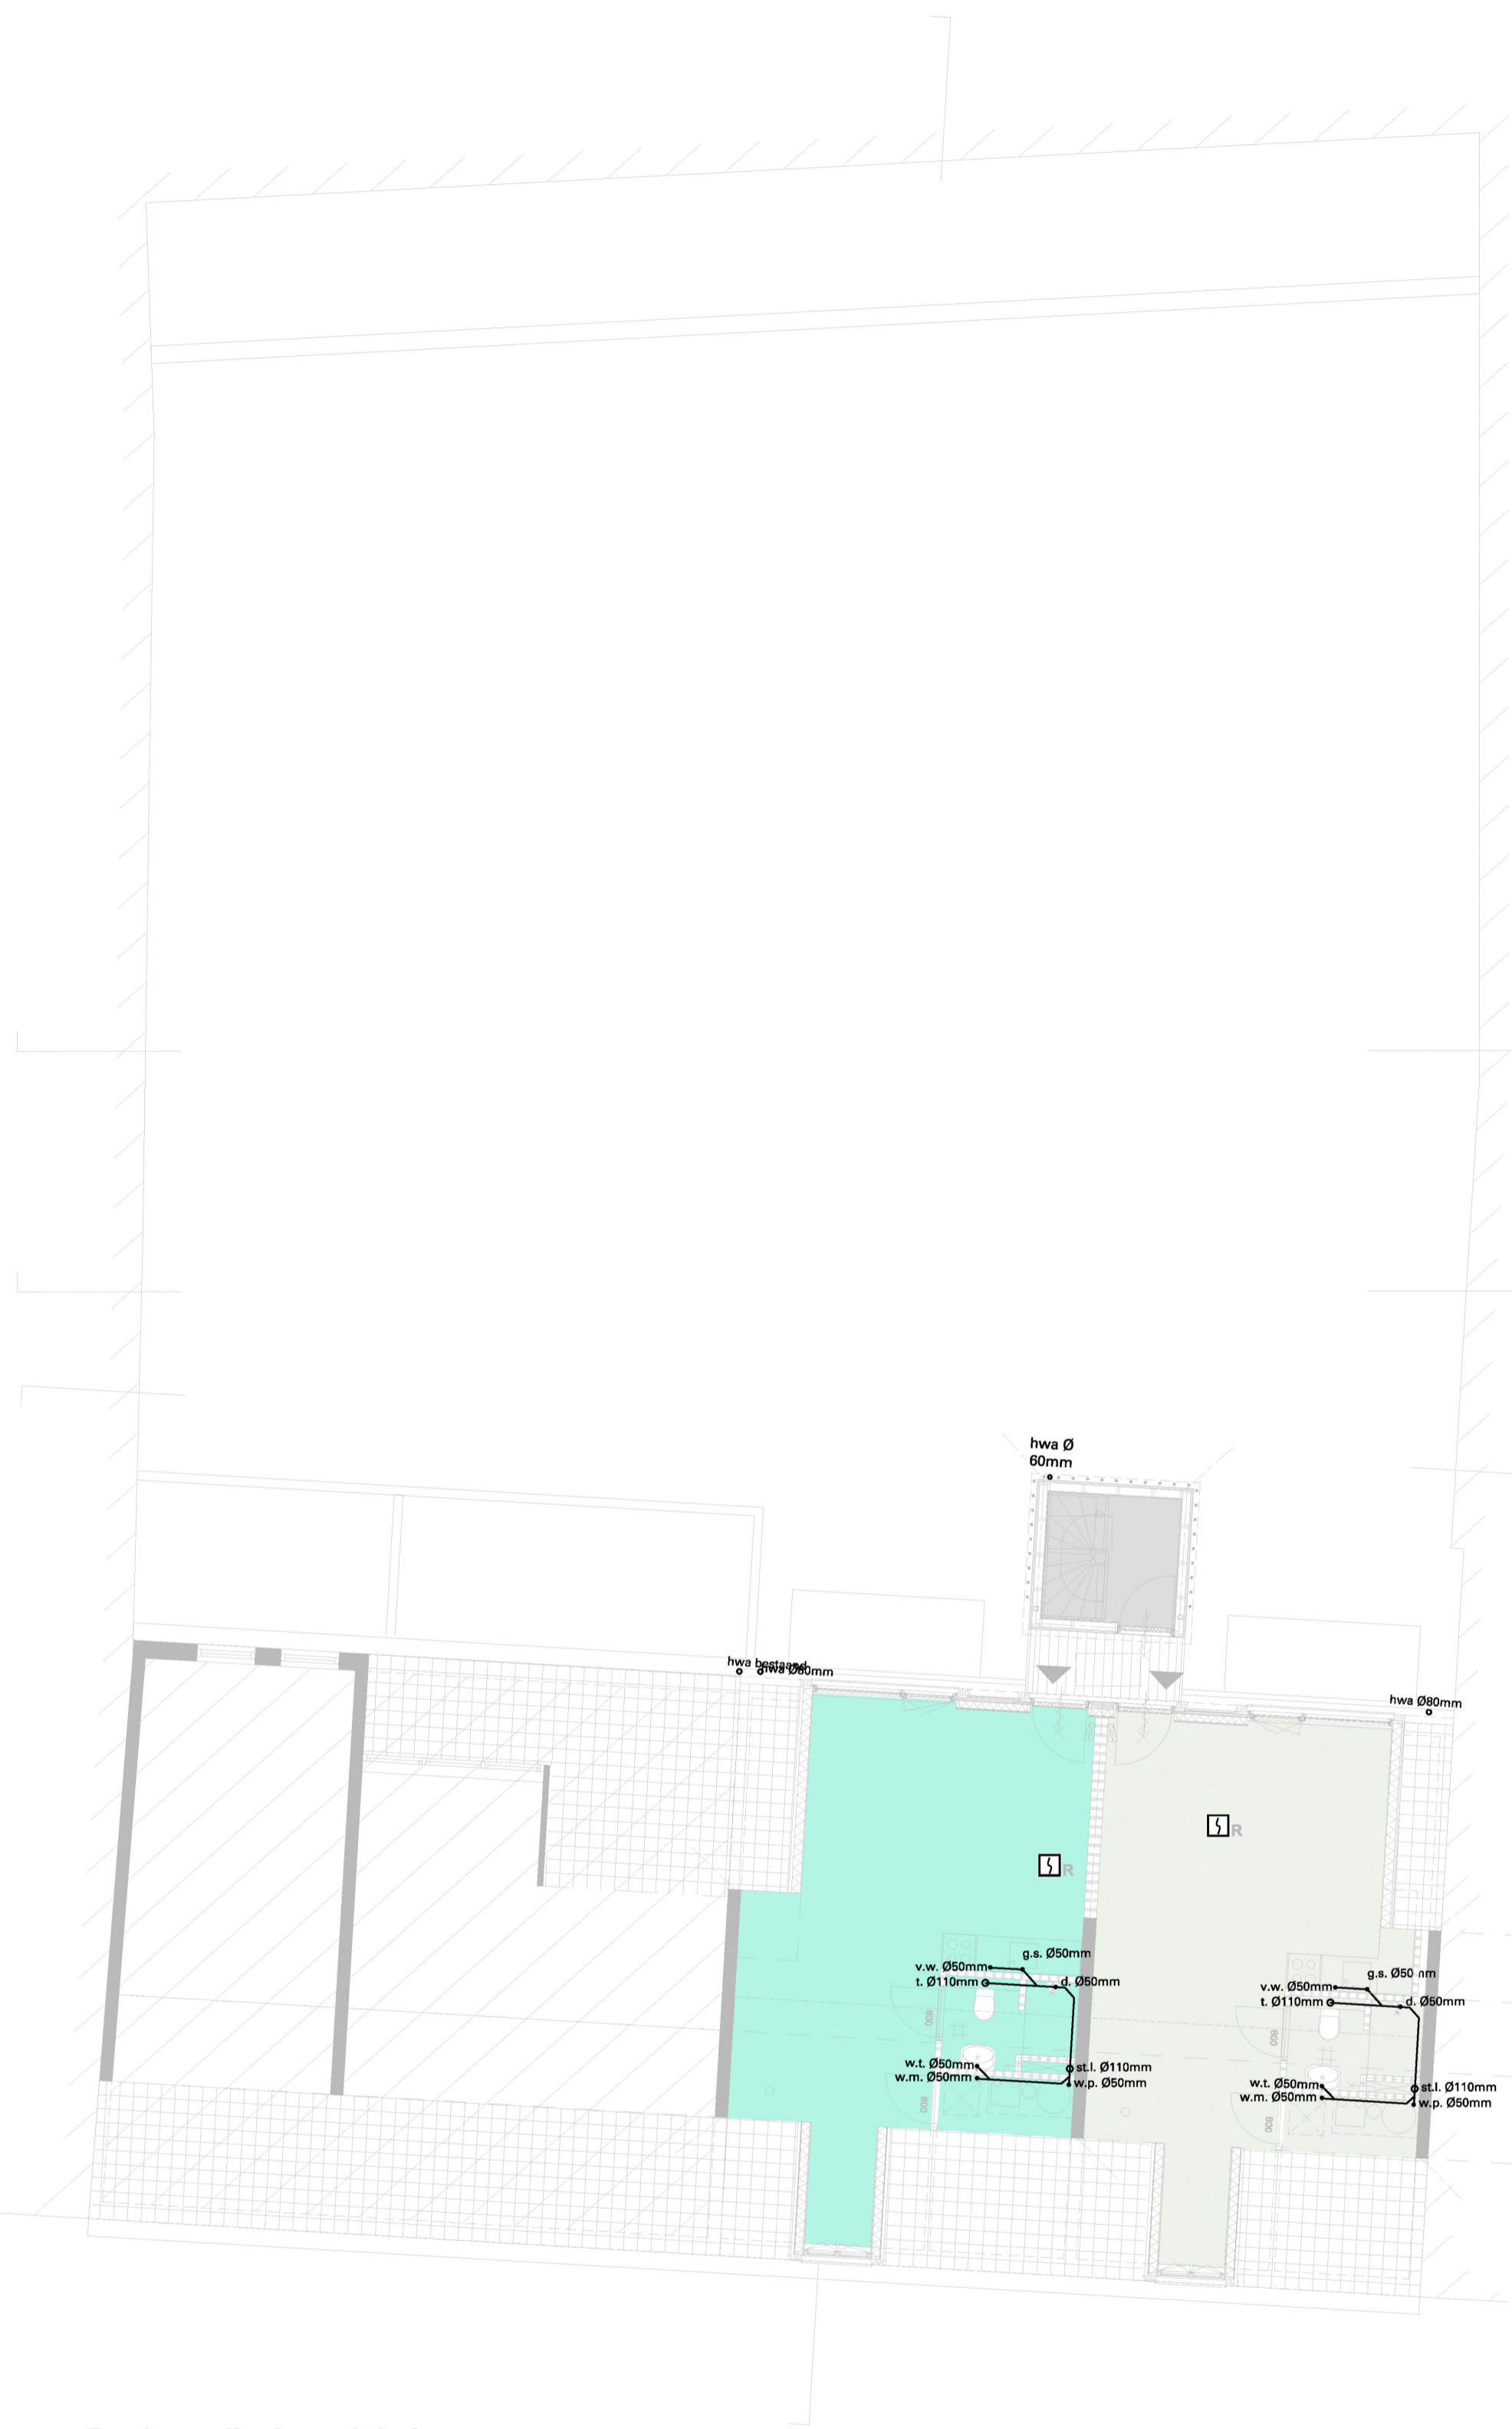 hwa Ø
60mm
hwa bestaand
hwa Ø80mm
hwa Ø80mm
R
R
g.s. Ø50mm
v.w. Ø50mm
t. Ø110mm
d. Ø50mm
800
w.t. Ø50mm
w.m. Ø50mm
st.l. Ø110mm
w.p. Ø50mm
800
g.s. Ø50mm
v.w. Ø50mm
t. Ø110mm
d. Ø50mm
800
w.t. Ø50mm
w.m. Ø50mm
st.l. Ø110mm
w.p. Ø50mm
800